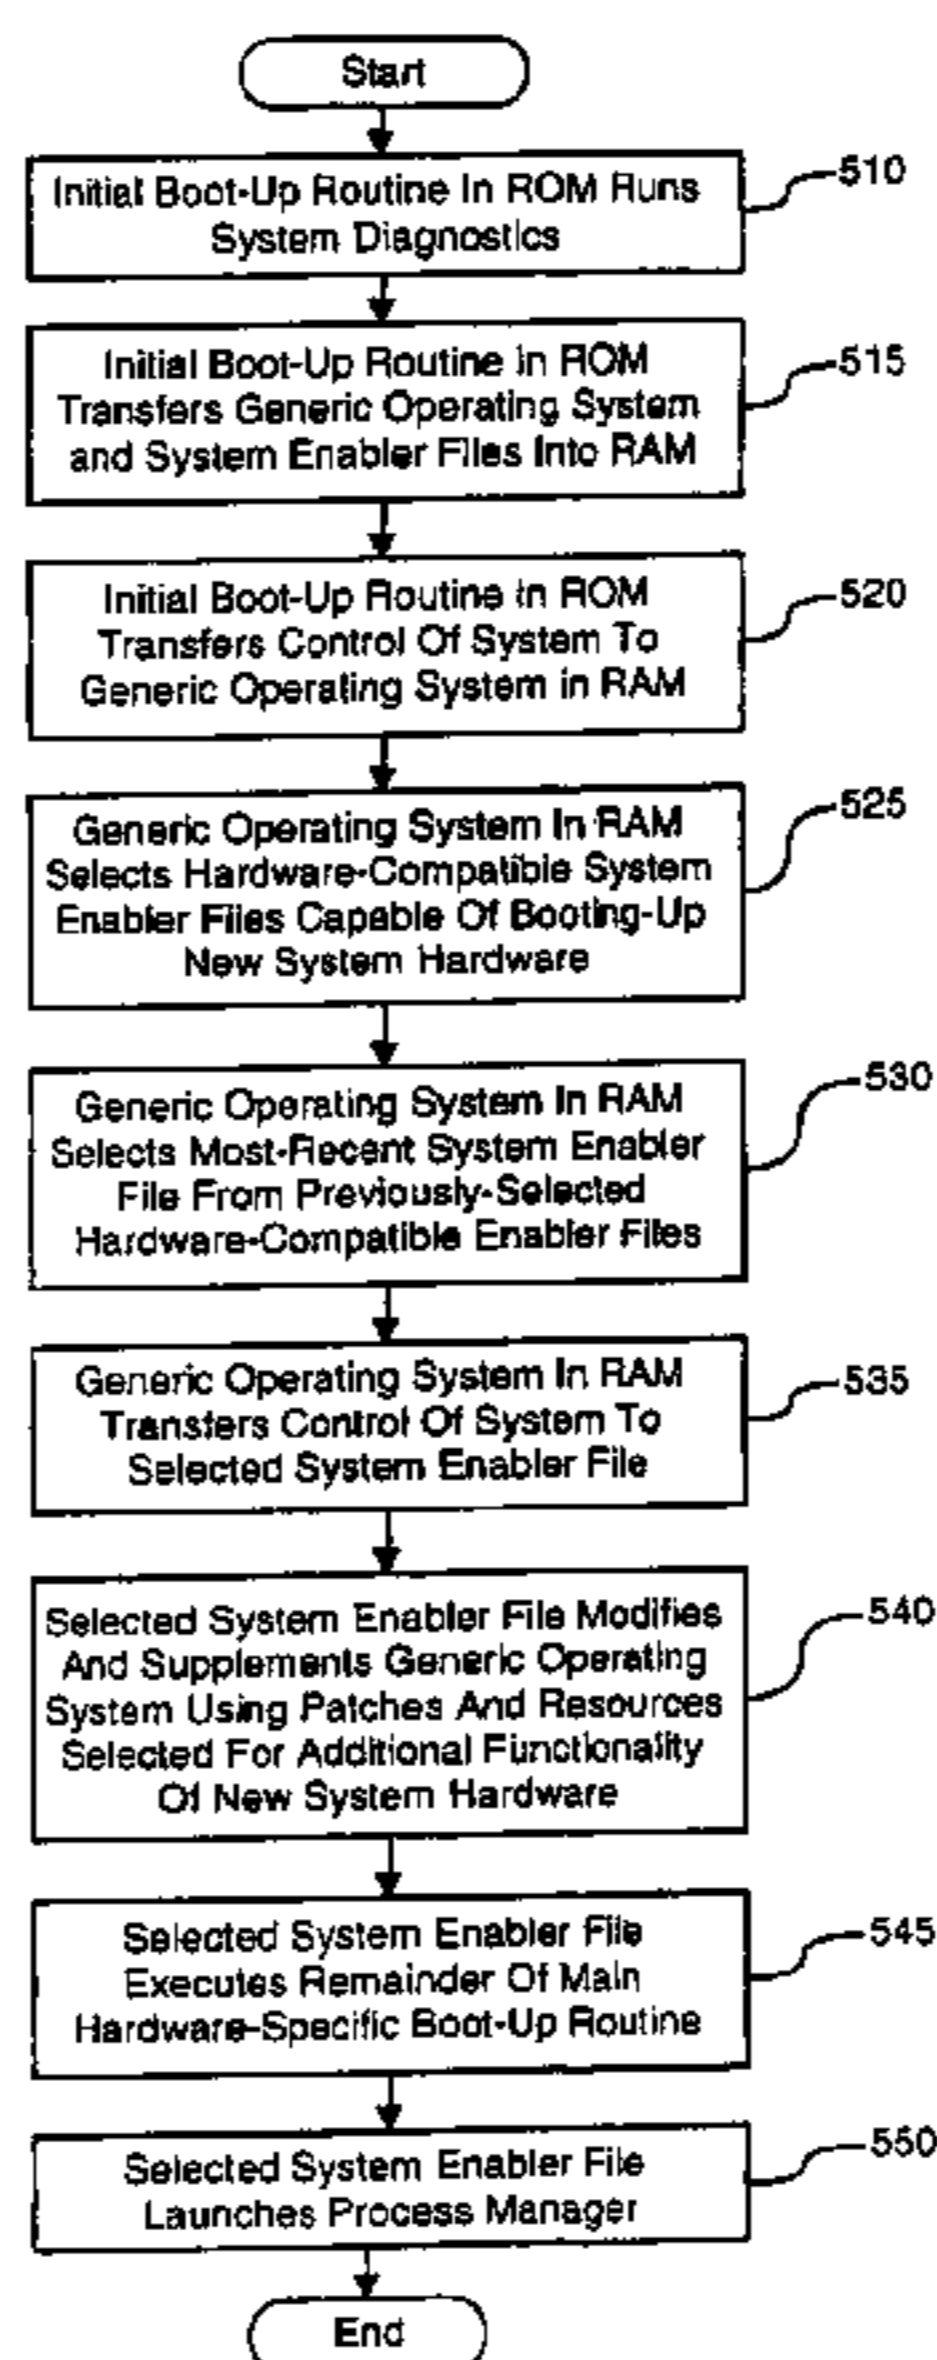 Start
Initial Boot-Up Routine In ROM Runs
System Diagnostics
510
Initial Boot-Up Routine In ROM
Transfers Generic Operating System
and System Enabler Files Into RAM
515
Initial Boot-Up Routine In ROM
Transfers Control Of System To
Generic Operating System in RAM
520
Generic Operating System In RAM
Selects Hardware-Compatible System
Enabler Files Capable Of Booting-Up
New System Hardware
525
Generic Operating System In RAM
Selects Most-Recent System Enabler
File From Previously-Selected
Hardware-Compatible Enabler Files
530
Generic Operating System In RAM
Transfers Control Of System To
Selected System Enabler File
535
Selected System Enabler File Modifies
And Supplements Generic Operating
System Using Patches And Resources
Selected For Additional Functionality
Of New System Hardware
540
Selected System Enabler File
Executes Remainder Of Main
Hardware-Specific Boot-Up Routine
545
Selected System Enabler File
Launches Process Manager
550
End